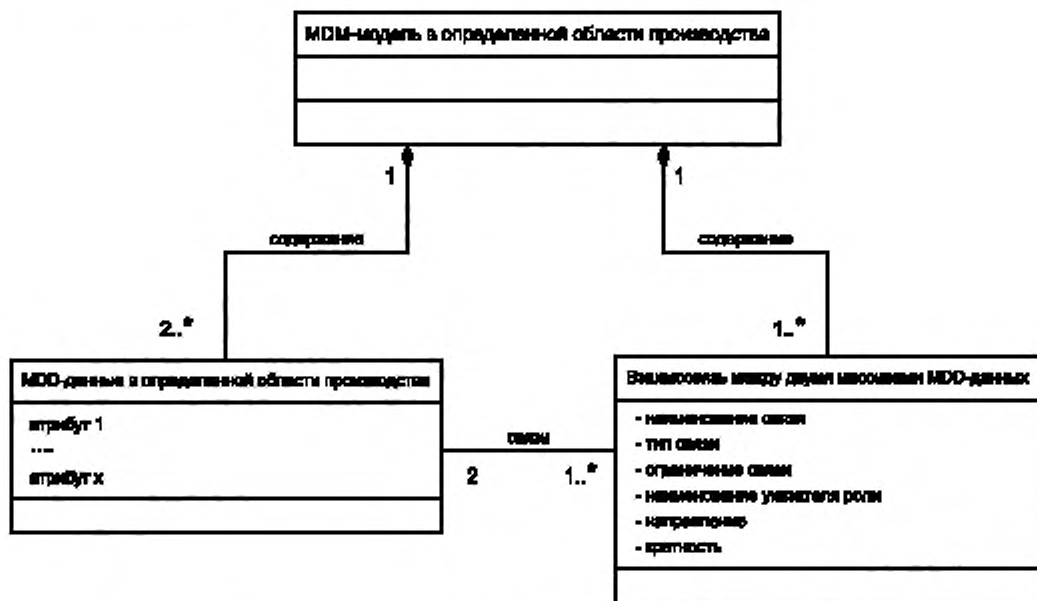 MDM-модель в определенной области производства
1
1
содержание
содержание
2..*
1..*
MDD-данные в определенной области производства
атрибут 1
....
атрибут x
связи
2
1..*
Взаимосвязь между двумя массивами MDD-данных
- наименование связи
- тип связи
- ограничение связи
- наименование указателя роли
- направление
- кратность